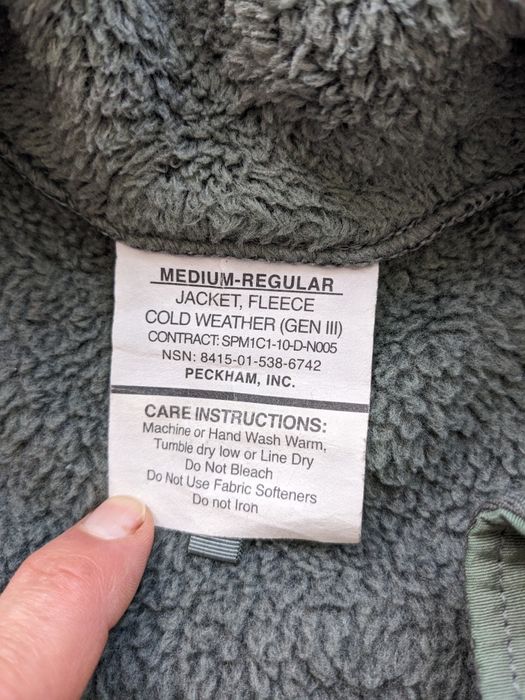 MEDIUM-REGULAR
JACKET, FLEECE
COLD WEATHER (GEN III)
CONTRACT: SPM1C1-10-D-N005
NSN: 8415-01-538-6742
PECKHAM, INC.
CARE INSTRUCTIONS:
Machine or Hand Wash Warm,
Tumble dry low or Line Dry
Do Not Bleach
Do Not Use Fabric Softeners
Do not Iron